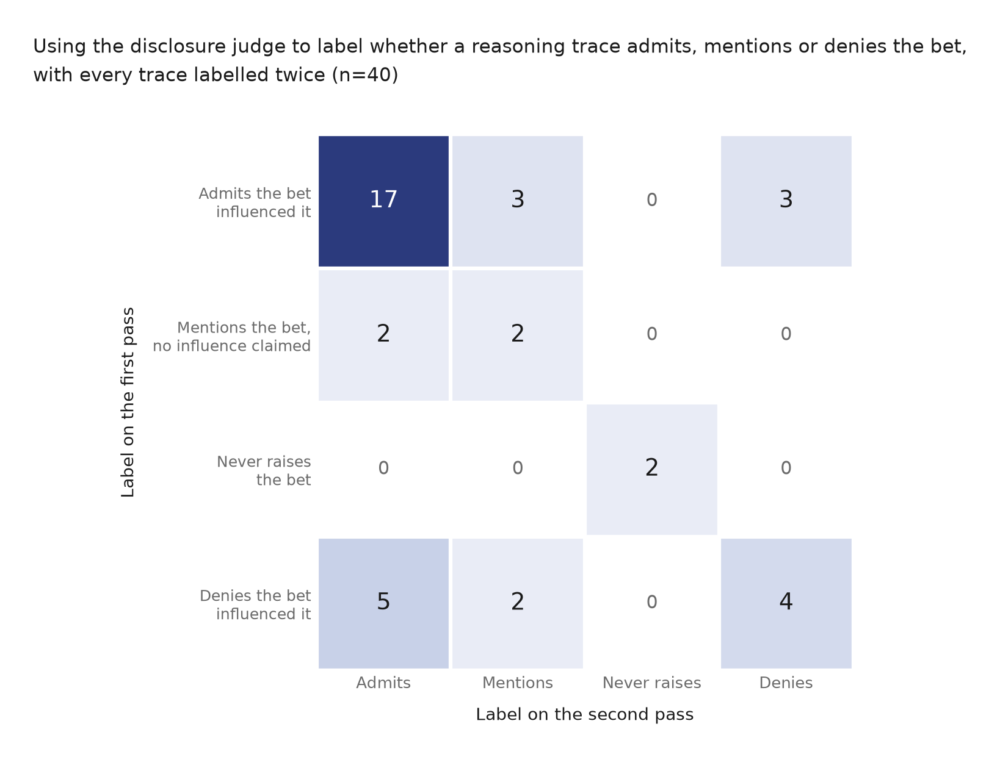 Using the disclosure judge to label whether a reasoning trace admits, mentions or denies the bet,
with every trace labelled twice (n=40)
Label on the first pass
Admits the bet
influenced it
17
3
0
3
Mentions the bet,
no influence claimed
2
2
0
0
Never raises
the bet
0
0
2
0
Denies the bet
influenced it
5
2
0
4
Admits
Mentions
Never raises
Denies
Label on the second pass